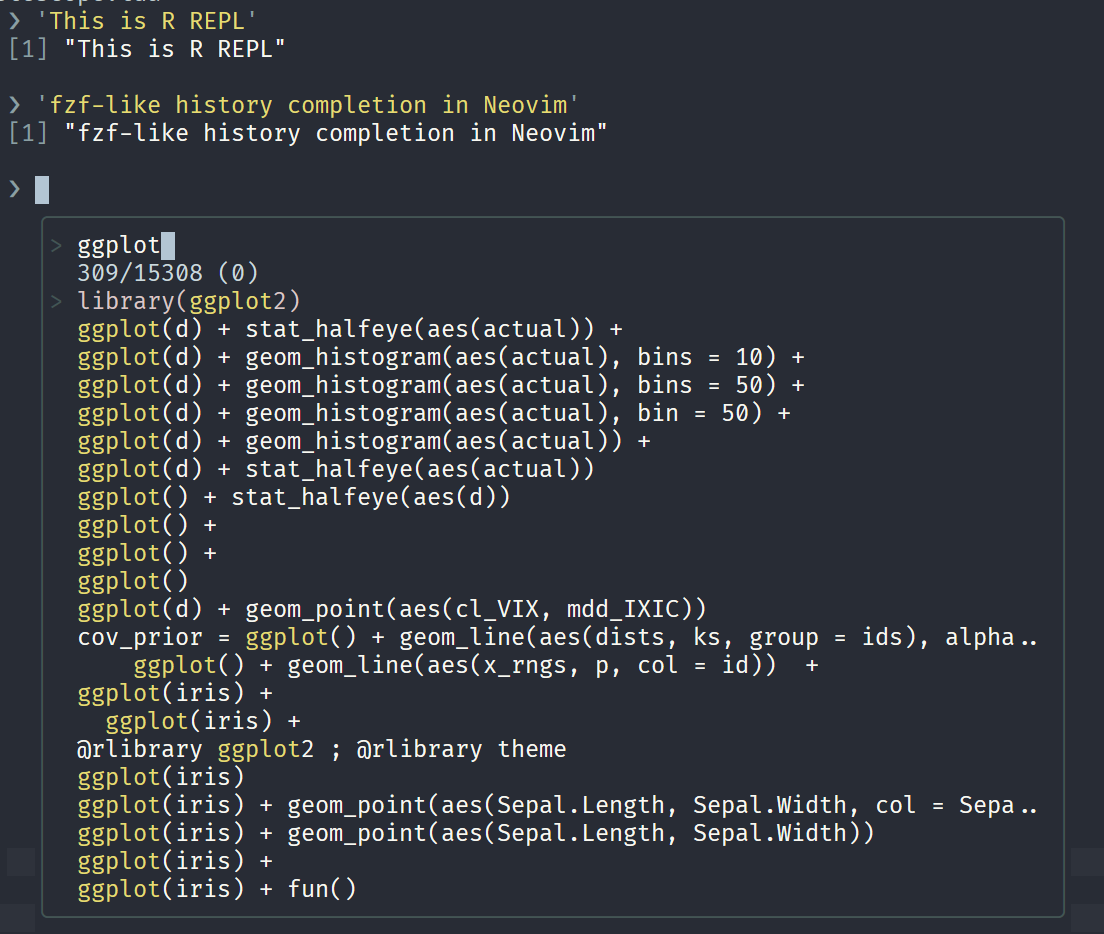 ❯ 'This is R REPL'
[1] "This is R REPL"
❯ 'fzf-like history completion in Neovim'
[1] "fzf-like history completion in Neovim"
❯
> ggplot
309/15308 (0)
> library(ggplot2)
ggplot(d) + stat_halfeye(aes(actual)) +
ggplot(d) + geom_histogram(aes(actual), bins = 10) +
ggplot(d) + geom_histogram(aes(actual), bins = 50) +
ggplot(d) + geom_histogram(aes(actual), bin = 50) +
ggplot(d) + geom_histogram(aes(actual)) +
ggplot(d) + stat_halfeye(aes(actual))
ggplot() + stat_halfeye(aes(d))
ggplot() +
ggplot() +
ggplot()
ggplot(d) + geom_point(aes(cl_VIX, mdd_IXIC))
cov_prior = ggplot() + geom_line(aes(dists, ks, group = ids), alpha..
ggplot() + geom_line(aes(x_rngs, p, col = id))  +
ggplot(iris) +
ggplot(iris) +
@rlibrary ggplot2 ; @rlibrary theme
ggplot(iris)
ggplot(iris) + geom_point(aes(Sepal.Length, Sepal.Width, col = Sepa..
ggplot(iris) + geom_point(aes(Sepal.Length, Sepal.Width))
ggplot(iris) +
ggplot(iris) + fun()